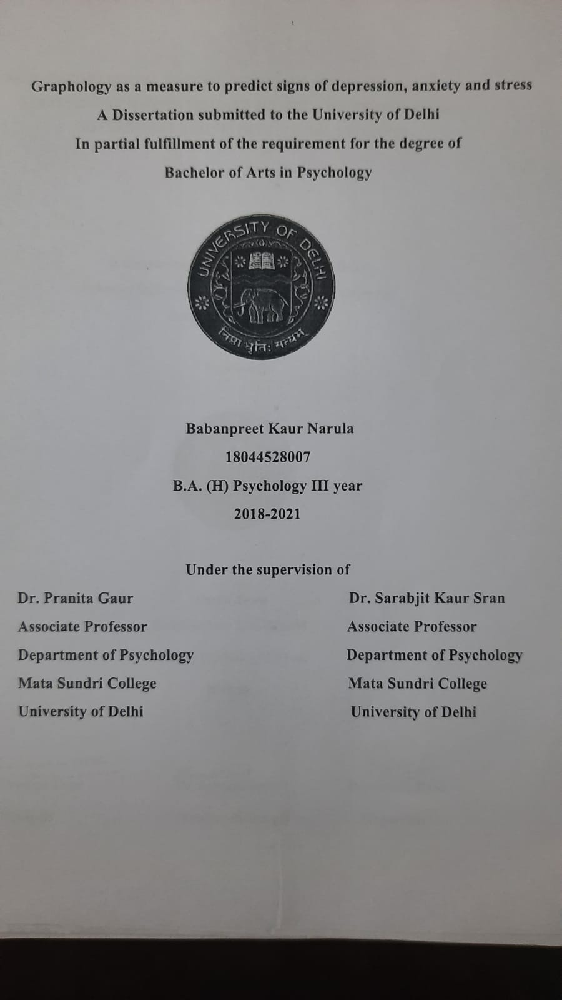 Graphology as a measure to predict signs of depression, anxiety and stress
A Dissertation submitted to the University of Delhi
In partial fulfillment of the requirement for the degree of
Bachelor of Arts in Psychology
UNIVERSITY OF DELHI
निष्ठा धृतिः सत्यम्
Babanpreet Kaur Narula
18044528007
B.A. (H) Psychology III year
2018-2021
Under the supervision of
Dr. Pranita Gaur
Associate Professor
Department of Psychology
Mata Sundri College
University of Delhi
Dr. Sarabjit Kaur Sran
Associate Professor
Department of Psychology
Mata Sundri College
University of Delhi